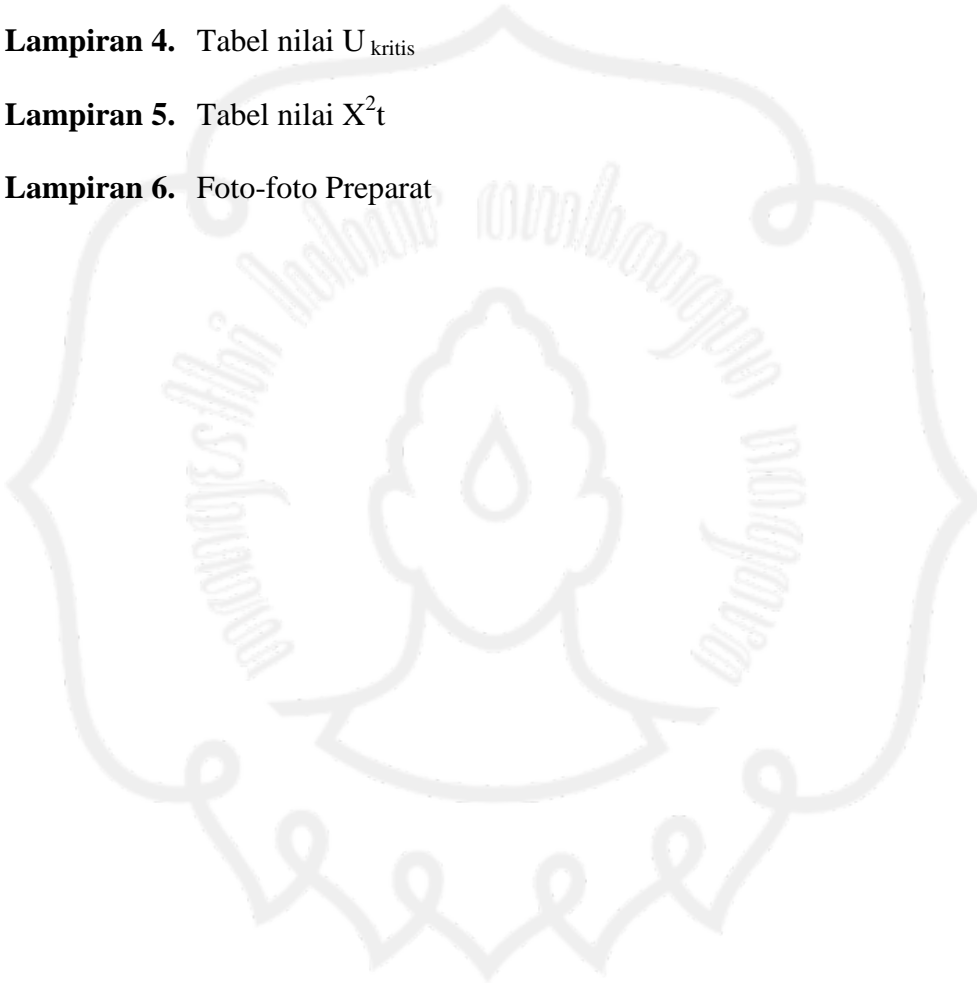 Lampiran 4. Tabel nilai U kritis
Lampiran 5. Tabel nilai X²t
Lampiran 6. Foto-foto Preparat